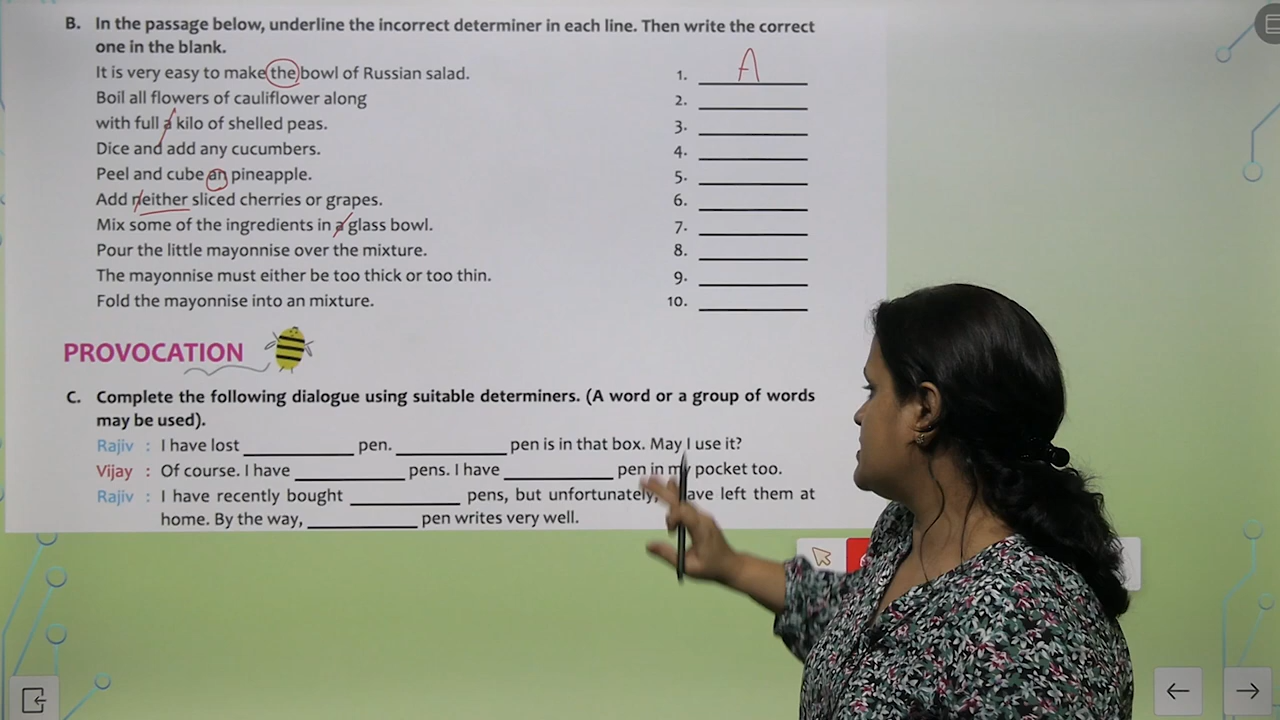 B. In the passage below, underline the incorrect determiner in each line. Then write the correct
one in the blank.
It is very easy to make the bowl of Russian salad. 1. A
Boil all flowers of cauliflower along 2.
with full a kilo of shelled peas. 3.
Dice and add any cucumbers. 4.
Peel and cube an pineapple. 5.
Add neither sliced cherries or grapes. 6.
Mix some of the ingredients in a glass bowl. 7.
Pour the little mayonnise over the mixture. 8.
The mayonnise must either be too thick or too thin. 9.
Fold the mayonnise into an mixture. 10.
PROVOCATION
C. Complete the following dialogue using suitable determiners. (A word or a group of words
may be used).
Rajiv : I have lost ____________ pen. ____________ pen is in that box. May I use it?
Vijay : Of course. I have ____________ pens. I have ____________ pen in my pocket too.
Rajiv : I have recently bought ____________ pens, but unfortunately, have left them at
home. By the way, ____________ pen writes very well.